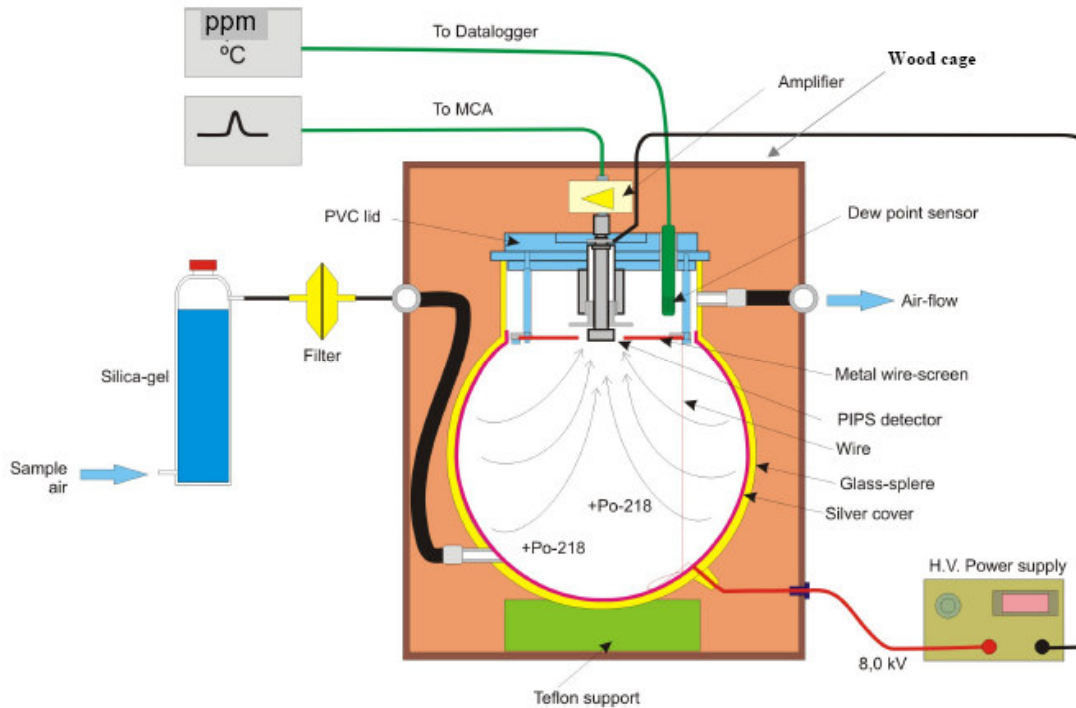 ppm
ºC
To Datalogger
To MCA
Wood cage
Amplifier
PVC lid
Dew point sensor
Air-flow
Filter
Silica-gel
Sample
air
Metal wire-screen
PIPS detector
Wire
Glass-splere
Silver cover
+Po-218
+Po-218
H.V. Power supply
8,0 kV
Teflon support